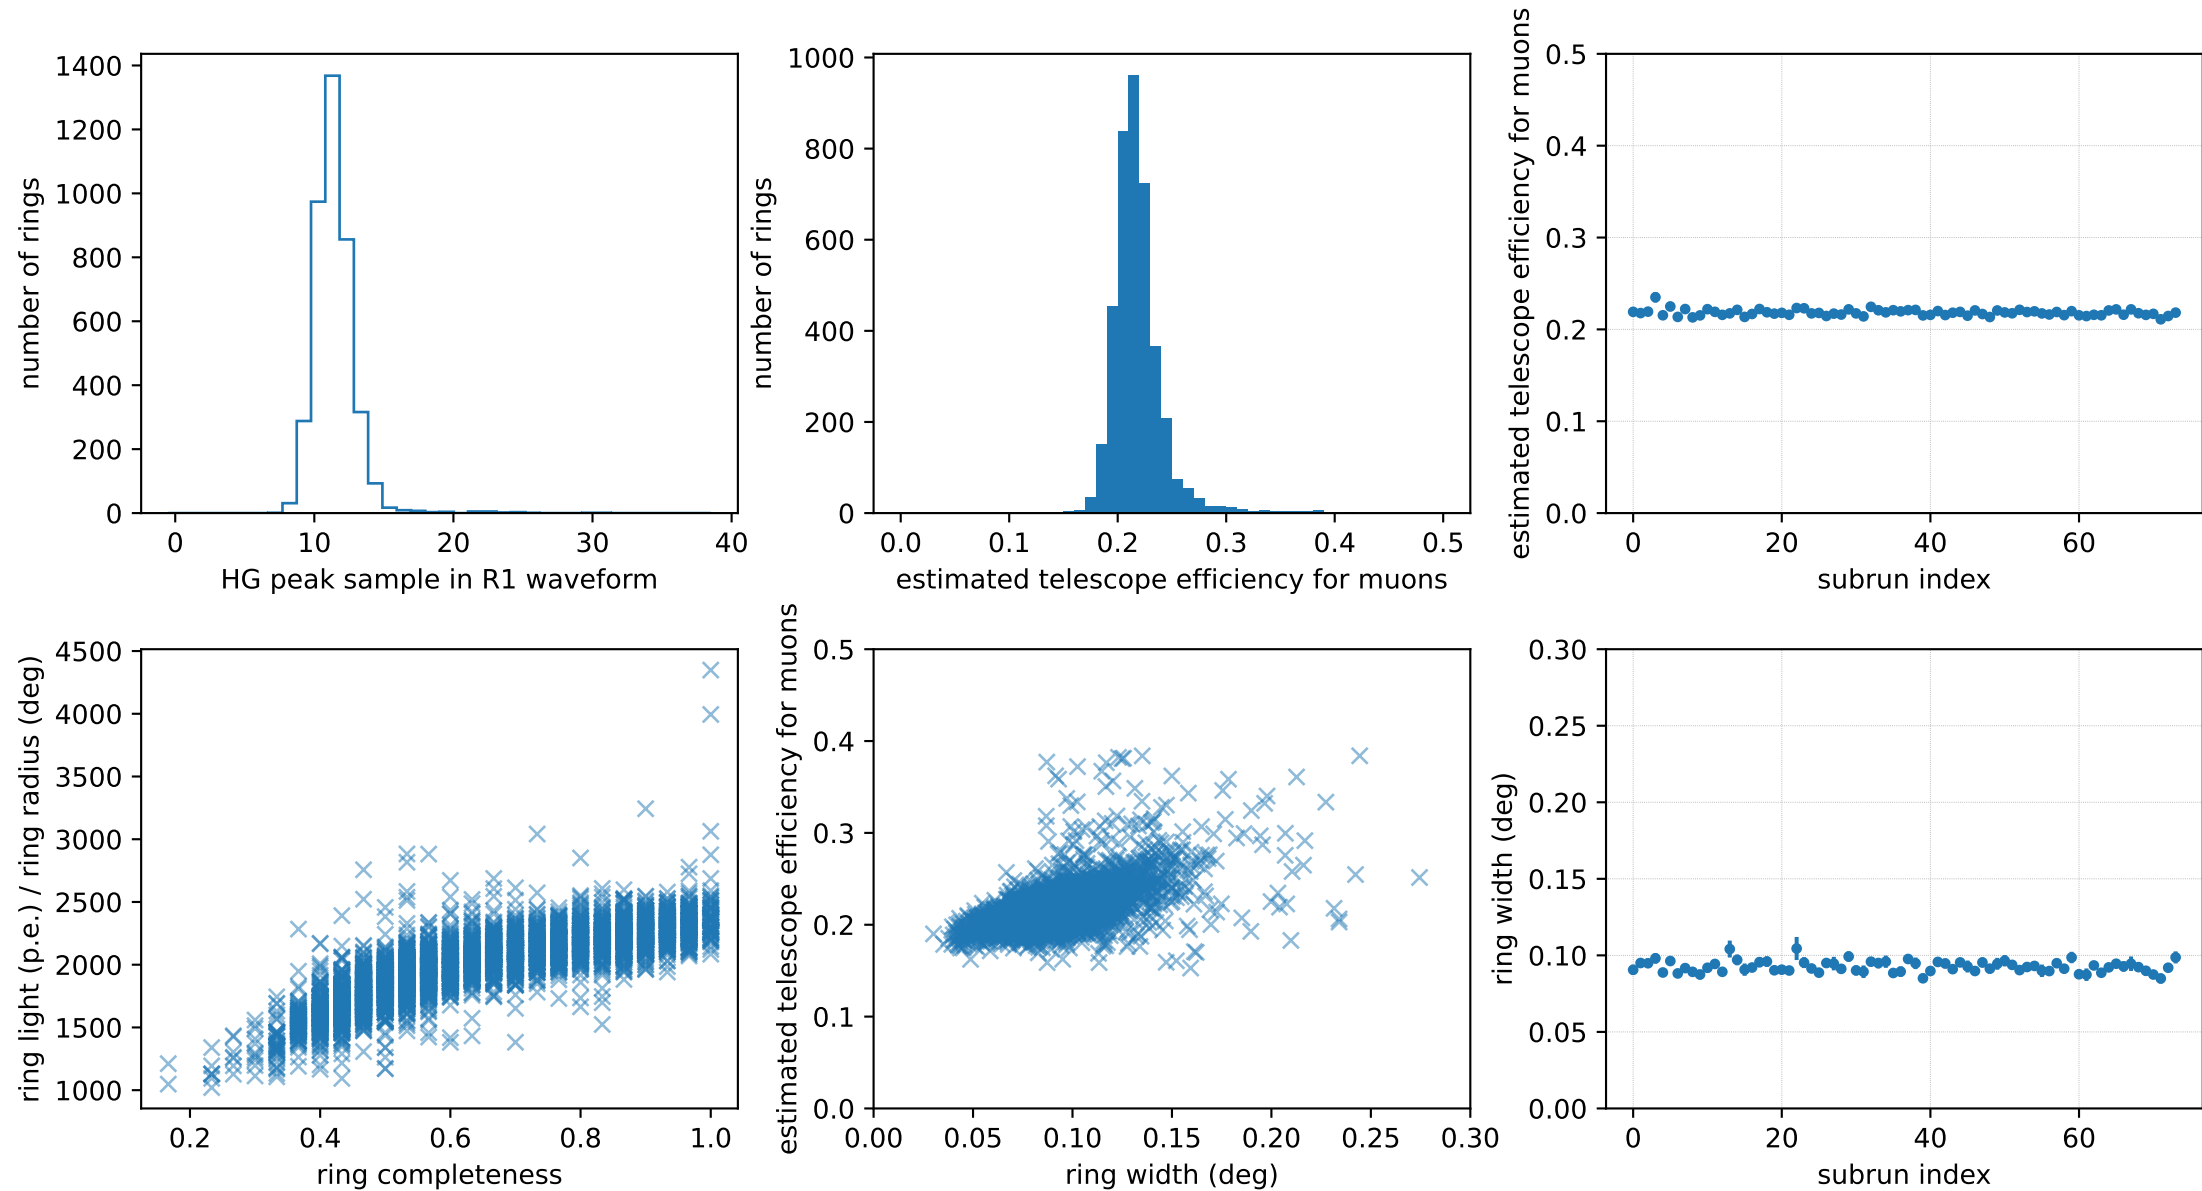 number of rings
1400
1200
1000
800
600
400
200
0
0 10 20 30 40
HG peak sample in R1 waveform
number of rings
1000
800
600
400
200
0
0.0 0.1 0.2 0.3 0.4 0.5
estimated telescope efficiency for muons
estimated telescope efficiency for muons
0.5
0.4
0.3
0.2
0.1
0.0
0 20 40 60
subrun index
ring light (p.e.) / ring radius (deg)
4500
4000
3500
3000
2500
2000
1500
1000
0.2 0.4 0.6 0.8 1.0
ring completeness
estimated telescope efficiency for muons
0.5
0.4
0.3
0.2
0.1
0.0
0.00 0.05 0.10 0.15 0.20 0.25 0.30
ring width (deg)
ring width (deg)
0.30
0.25
0.20
0.15
0.10
0.05
0.00
0 20 40 60
subrun index